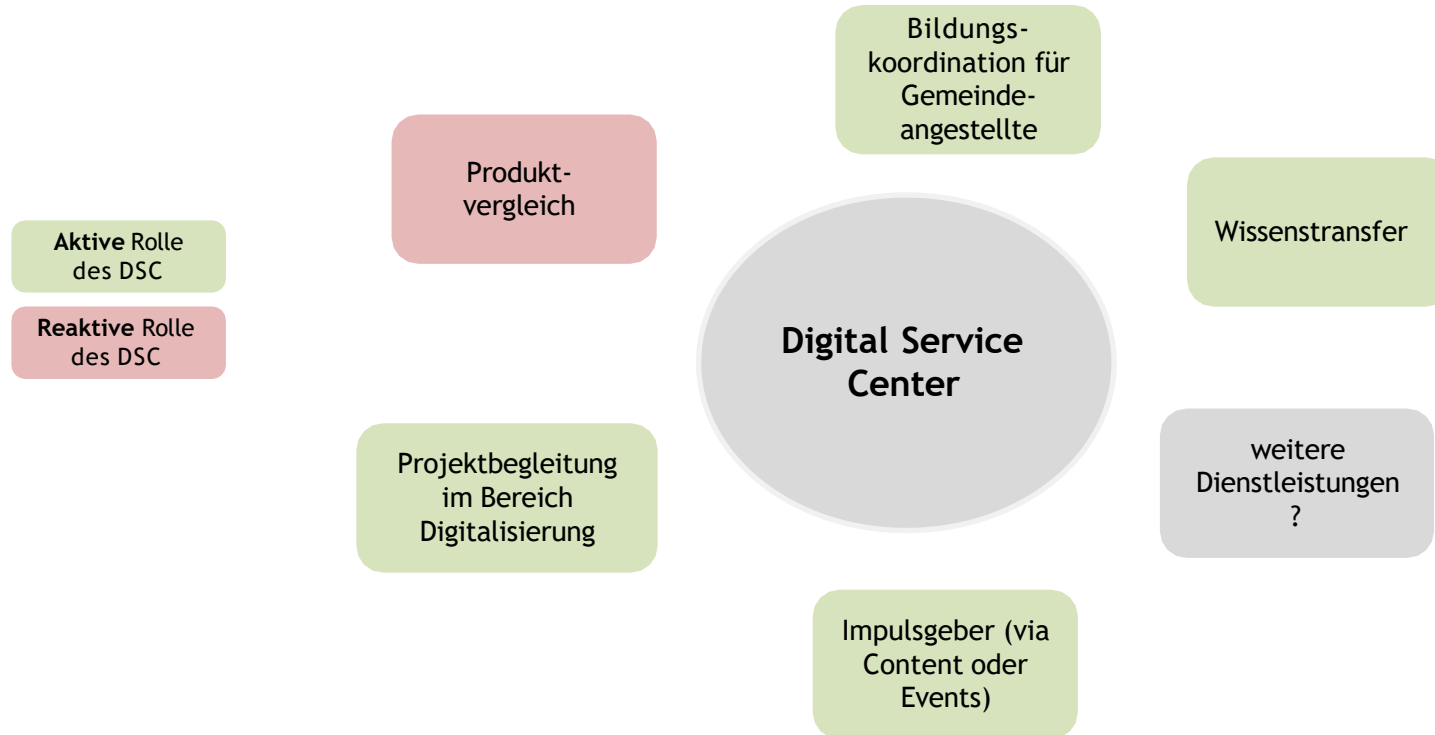 Bildungs-
koordination für
Gemeinde-
angestellte
Produkt-
vergleich
Wissenstransfer
Aktive Rolle
des DSC
Reaktive Rolle
des DSC
Digital Service
Center
Projektbegleitung
im Bereich
Digitalisierung
weitere
Dienstleistungen
?
Impulsgeber (via
Content oder
Events)